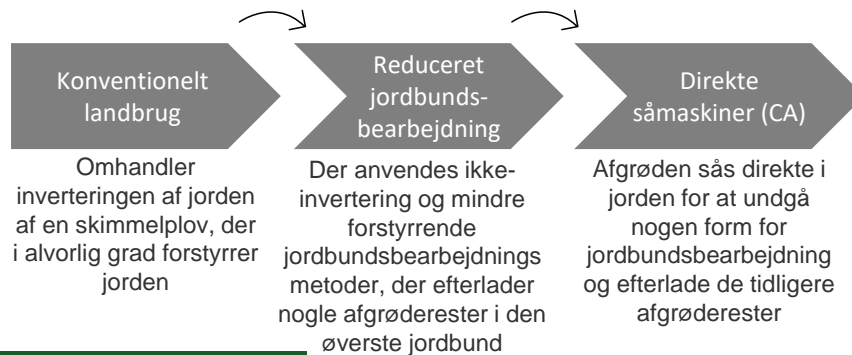 Konventionelt
landbrug
Omhandler
inverteringen af jorden
af en skimmelplov, der
i alvorlig grad forstyrrer
jorden
Reduceret
jordbunds-
bearbejdning
Der anvendes ikke-
invertering og mindre
forstyrrende
jordbundsbearbejdnings
metoder, der efterlader
nogle afgrøderester i den
øverste jordbund
Direkte
såmaskiner (CA)
Afgrøden sås direkte i
jorden for at undgå
nogen form for
jordbundsbearbejdning
og efterlade de tidligere
afgrøderester